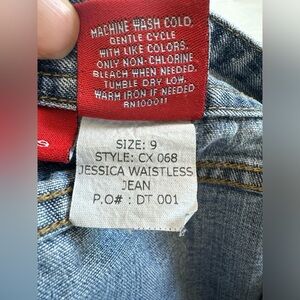 MACHINE WASH COLD,
GENTLE CYCLE
WITH LIKE COLORS,
ONLY NON-CHLORINE
BLEACH WHEN NEEDED.
TUMBLE DRY LOW.
WARM IRON IF NEEDED.
SIZE: 9
STYLE: CX 068
JESSICA WAISTLESS
JEAN
P.O# : DT 001